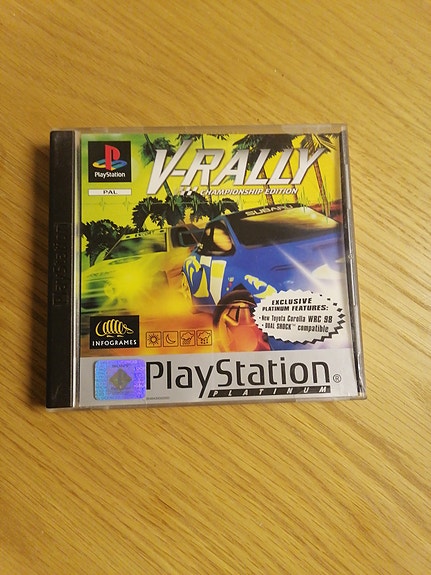 PlayStation
PAL
V-RALLY
CHAMPIONSHIP EDITION
SUBARU
EXCLUSIVE
PLATINUM FEATURES:
• New Toyota Corolla WRC 98
• DUAL SHOCK™ compatible
INFOGRAMES
PlayStation®
PLATINUM
PlayStation